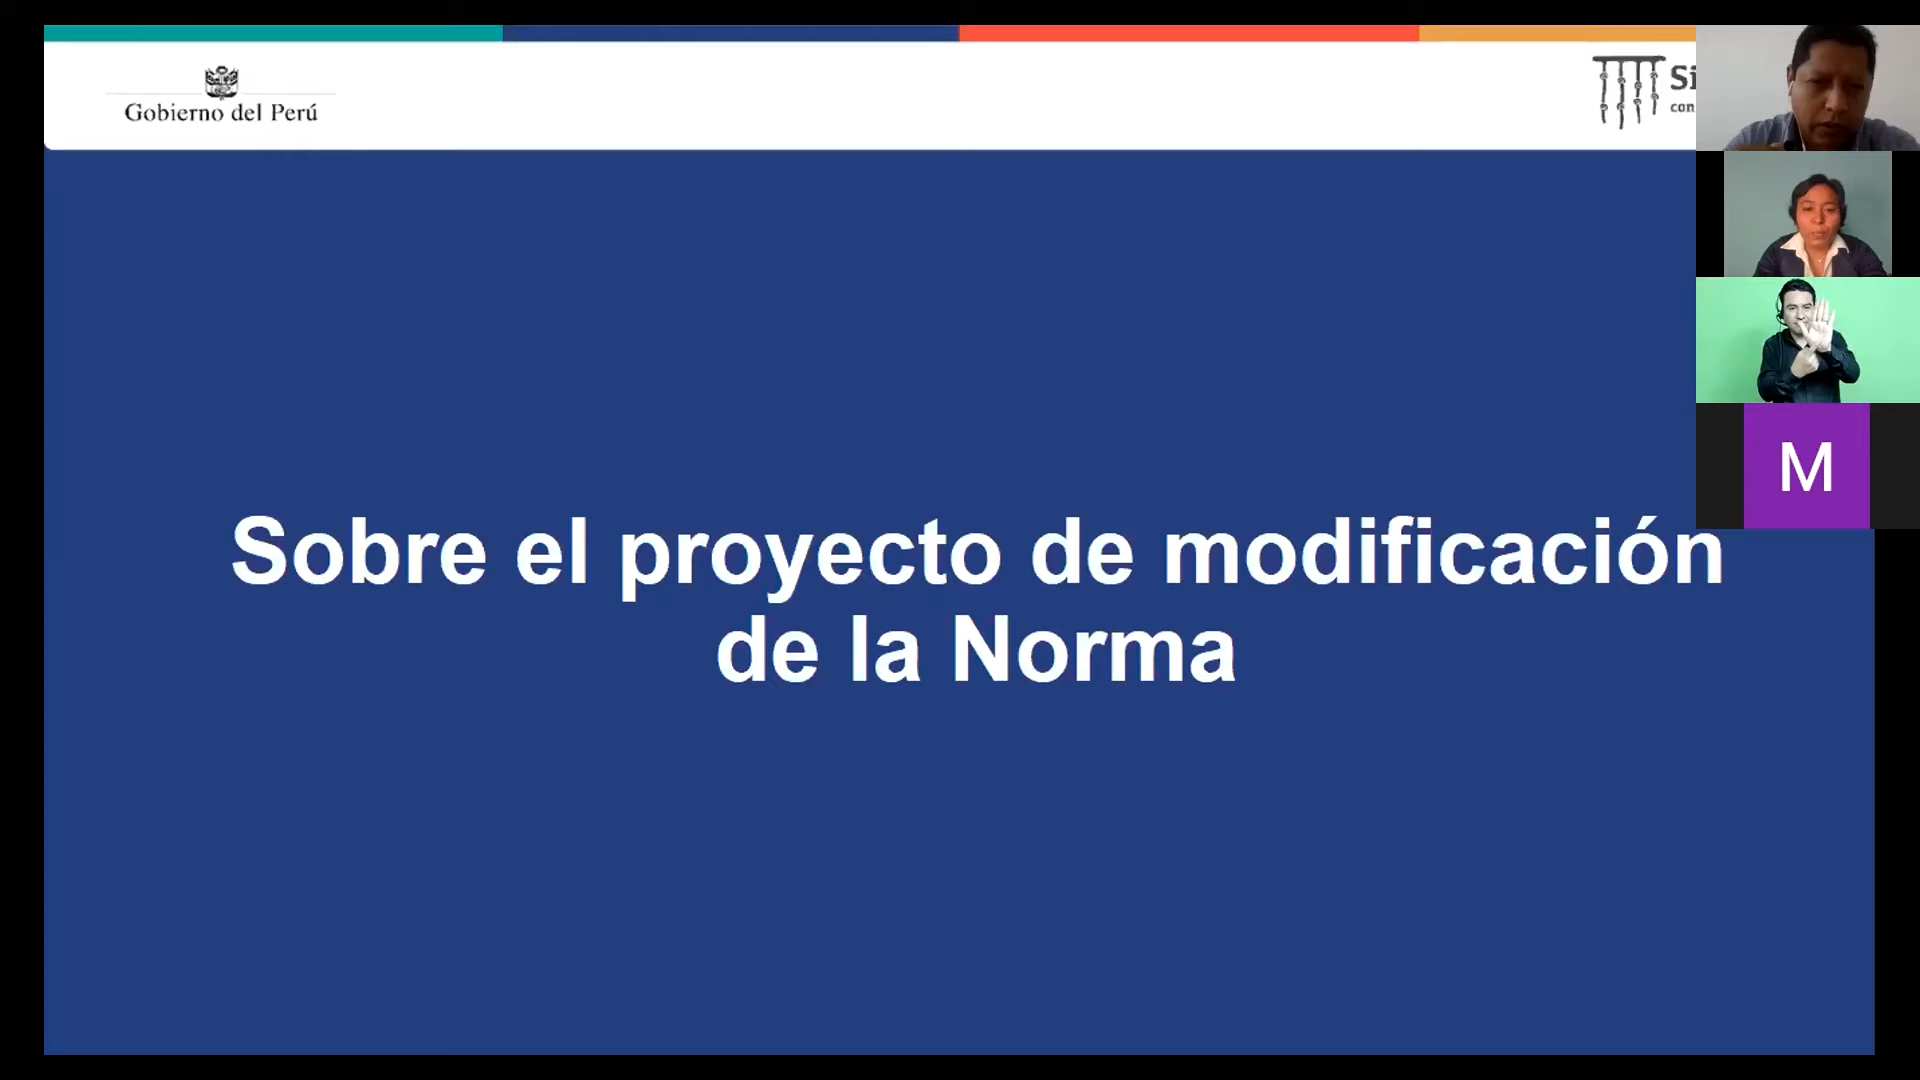 Gobierno del Perú
Sobre el proyecto de modificación
de la Norma
M